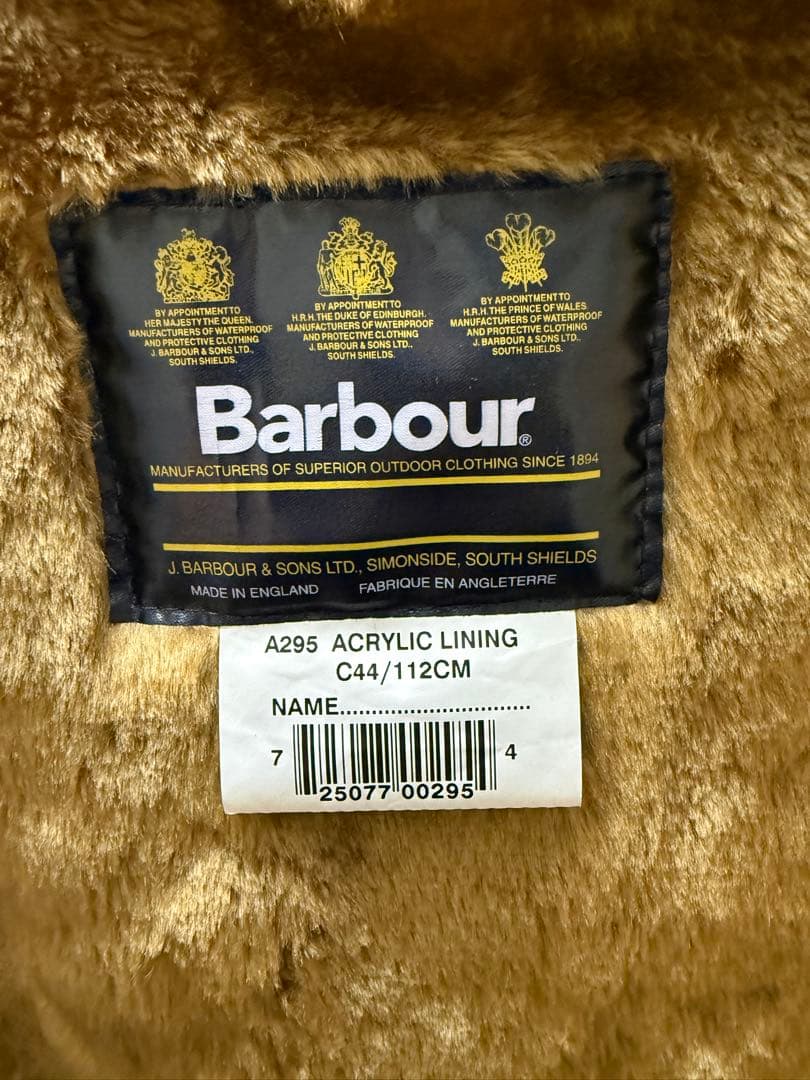 BY APPOINTMENT TO
HER MAJESTY THE QUEEN.
MANUFACTURERS OF WATERPROOF
AND PROTECTIVE CLOTHING
J. BARBOUR & SONS LTD.,
SOUTH SHIELDS.
BY APPOINTMENT TO
H.R.H. THE DUKE OF EDINBURGH.
MANUFACTURERS OF WATERPROOF
AND PROTECTIVE CLOTHING
J. BARBOUR & SONS LTD.,
SOUTH SHIELDS.
BY APPOINTMENT TO
H.R.H. THE PRINCE OF WALES.
MANUFACTURERS OF WATERPROOF
AND PROTECTIVE CLOTHING
J. BARBOUR & SONS LTD.,
SOUTH SHIELDS.
Barbour®
MANUFACTURERS OF SUPERIOR OUTDOOR CLOTHING SINCE 1894
J. BARBOUR & SONS LTD., SIMONSIDE, SOUTH SHIELDS
MADE IN ENGLAND FABRIQUE EN ANGLETERRE
A295 ACRYLIC LINING
C44/112CM
NAME..............................
7 25077 00295 4